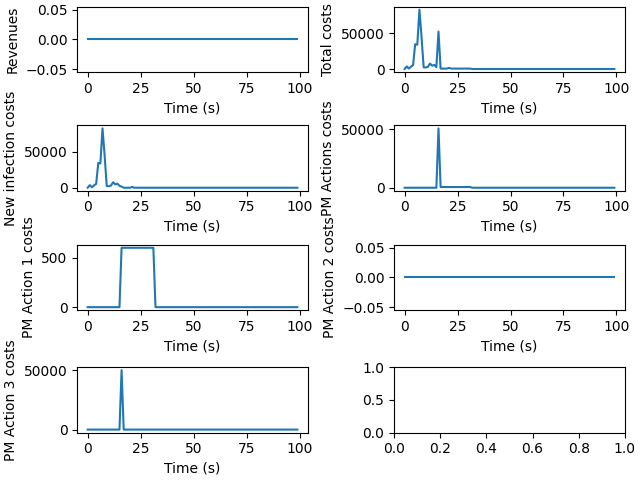 Revenues
0.05
0.00
−0.05
0 25 50 75 100
Time (s)
Total costs
50000
0
0 25 50 75 100
Time (s)
New infection costs
50000
0
0 25 50 75 100
Time (s)
PM Actions costs
50000
0
0 25 50 75 100
Time (s)
PM Action 1 costs
500
0
0 25 50 75 100
Time (s)
PM Action 2 costs
0.05
0.00
−0.05
0 25 50 75 100
Time (s)
PM Action 3 costs
50000
0
0 25 50 75 100
Time (s)
1.0
0.5
0.0
0.0 0.2 0.4 0.6 0.8 1.0